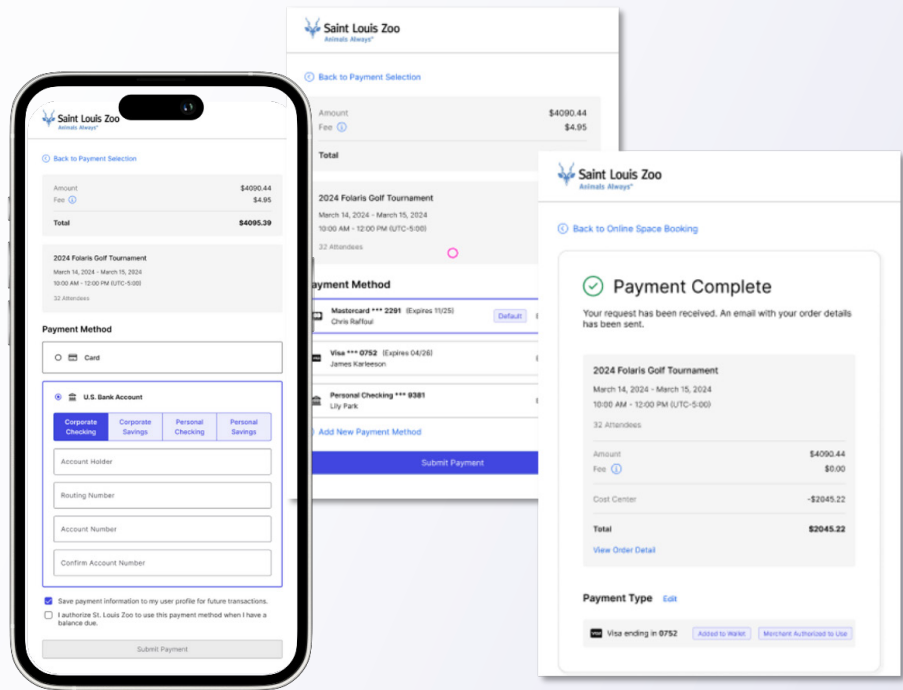 Saint Louis Zoo
Animals Always®
Back to Payment Selection
Amount $4090.44
Fee $4.95
Total $4095.39
2024 Folaris Golf Tournament
March 14, 2024 - March 15, 2024
10:00 AM - 12:00 PM (UTC-5:00)
32 Attendees
Payment Method
Card
U.S. Bank Account
Corporate Checking
Corporate Savings
Personal Checking
Personal Savings
Account Holder
Routing Number
Account Number
Confirm Account Number
Save payment information to my user profile for future transactions.
I authorize St. Louis Zoo to use this payment method when I have a
balance due.
Submit Payment
Saint Louis Zoo
Animals Always®
Back to Payment Selection
Amount $4090.44
Fee $4.95
Total
2024 Folaris Golf Tournament
March 14, 2024 - March 15, 2024
10:00 AM - 12:00 PM (UTC-5:00)
32 Attendees
ayment Method
Mastercard *** 2291 (Expires 11/25)
Chris Raffoul
Default
Visa *** 0752 (Expires 04/26)
James Karleeson
Personal Checking *** 9381
Lily Park
Add New Payment Method
Submit Payment
Saint Louis Zoo
Animals Always®
Back to Online Space Booking
Payment Complete
Your request has been received. An email with your order details
has been sent.
2024 Folaris Golf Tournament
March 14, 2024 - March 15, 2024
10:00 AM - 12:00 PM (UTC-5:00)
32 Attendees
Amount $4090.44
Fee $0.00
Cost Center -$2045.22
Total $2045.22
View Order Detail
Payment Type Edit
VISA Visa ending in 0752 Added to Wallet Merchant Authorized to Use